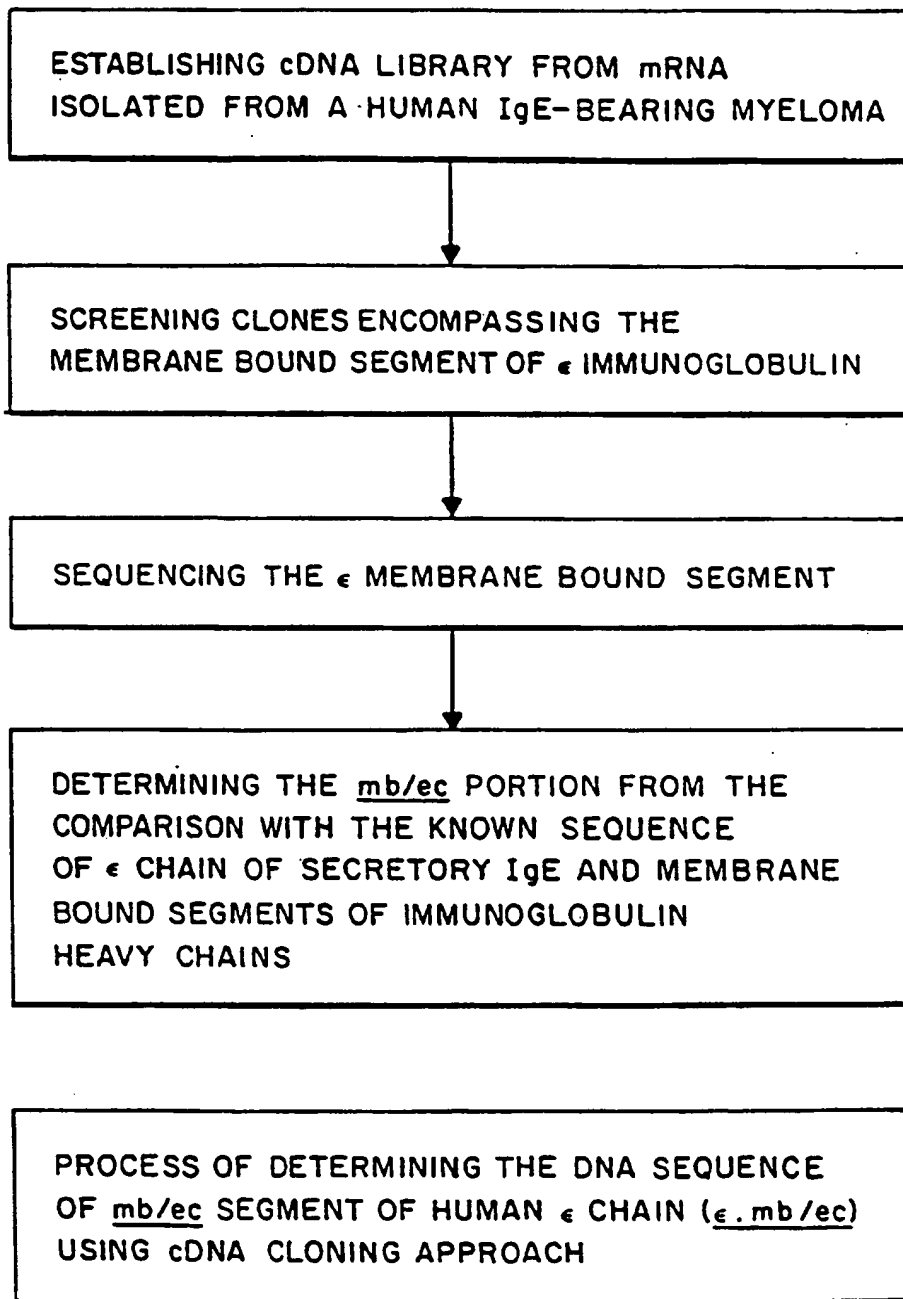 ESTABLISHING cDNA LIBRARY FROM mRNA
ISOLATED FROM A HUMAN IgE-BEARING MYELOMA
SCREENING CLONES ENCOMPASSING THE
MEMBRANE BOUND SEGMENT OF ϵ IMMUNOGLOBULIN
SEQUENCING THE ϵ MEMBRANE BOUND SEGMENT
DETERMINING THE mb/ec PORTION FROM THE
COMPARISON WITH THE KNOWN SEQUENCE
OF ϵ CHAIN OF SECRETORY IgE AND MEMBRANE
BOUND SEGMENTS OF IMMUNOGLOBULIN
HEAVY CHAINS
PROCESS OF DETERMINING THE DNA SEQUENCE
OF mb/ec SEGMENT OF HUMAN ϵ CHAIN (ϵ.mb/ec)
USING cDNA CLONING APPROACH